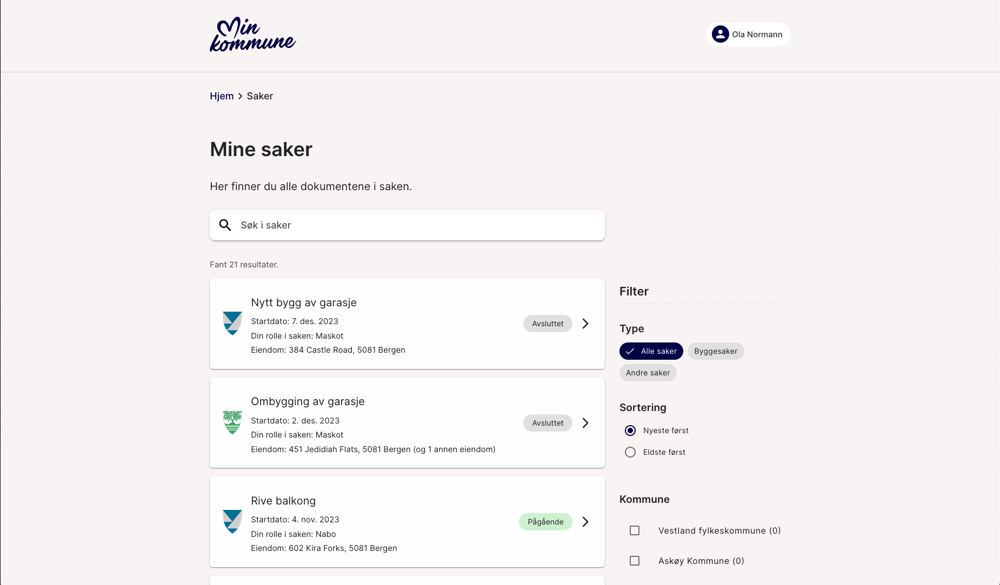 Min
kommune
Ola Normann
Hjem > Saker
Mine saker
Her finner du alle dokumentene i saken.
Søk i saker
Fant 21 resultater.
Nytt bygg av garasje
Startdato: 7. des. 2023
Din rolle i saken: Maskot
Eiendom: 384 Castle Road, 5081 Bergen
Avsluttet
Ombygging av garasje
Startdato: 2. des. 2023
Din rolle i saken: Maskot
Eiendom: 451 Jedidiah Flats, 5081 Bergen (og 1 annen eiendom)
Avsluttet
Rive balkong
Startdato: 4. nov. 2023
Din rolle i saken: Nabo
Eiendom: 602 Kira Forks, 5081 Bergen
Pågående
Filter
Type
Alle saker
Byggesaker
Andre saker
Sortering
Nyeste først
Eldste først
Kommune
Vestland fylkeskommune (0)
Askøy Kommune (0)